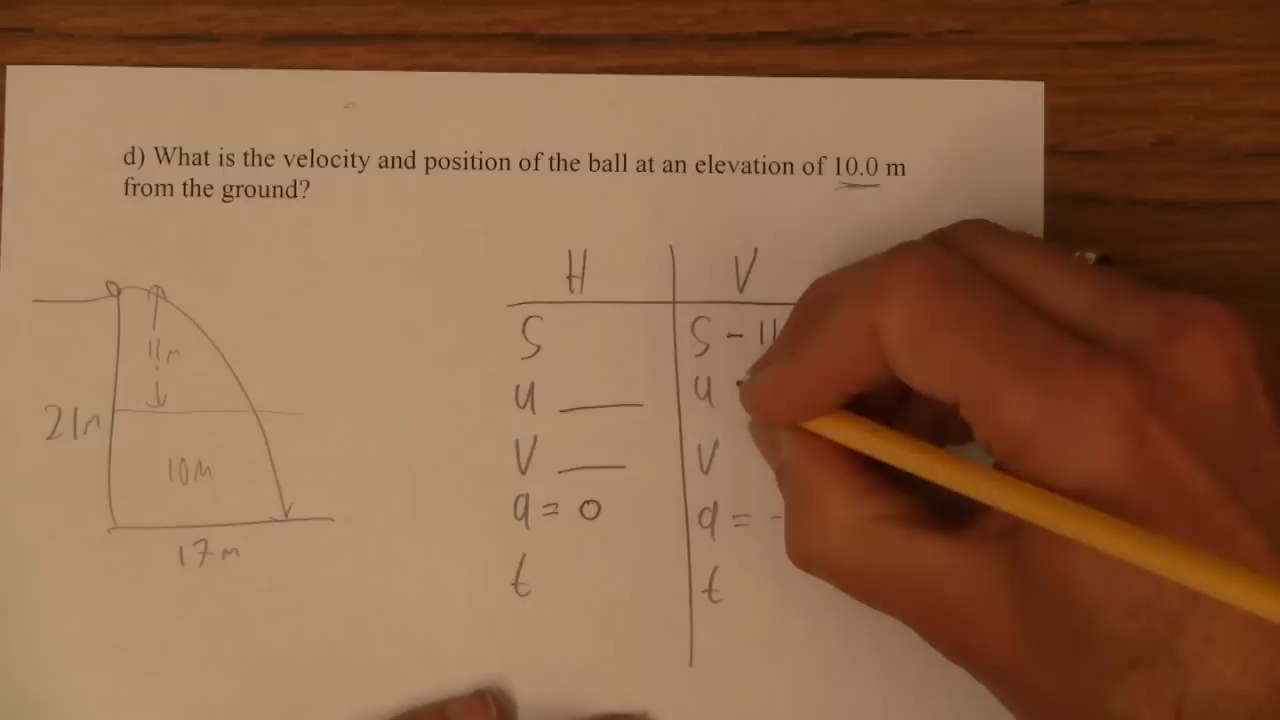 d) What is the velocity and position of the ball at an elevation of 10.0 m
from the ground?
H V
S S - 11
u u
V V
a = 0 a = -
t t
11m
21m
10m
17m